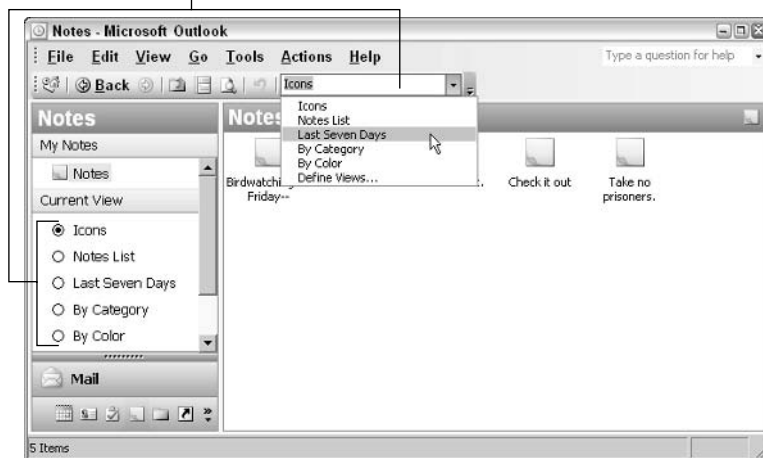 Notes - Microsoft Outlook
File Edit View Go Tools Actions Help
Type a question for help
Back
Icons
Notes
Notes
My Notes
Notes
Current View
Icons
Notes List
Last Seven Days
By Category
By Color
Mail
Icons
Notes List
Last Seven Days
By Category
By Color
Define Views...
Birdwatching
Friday--
Check it out
Take no
prisoners.
5 Items